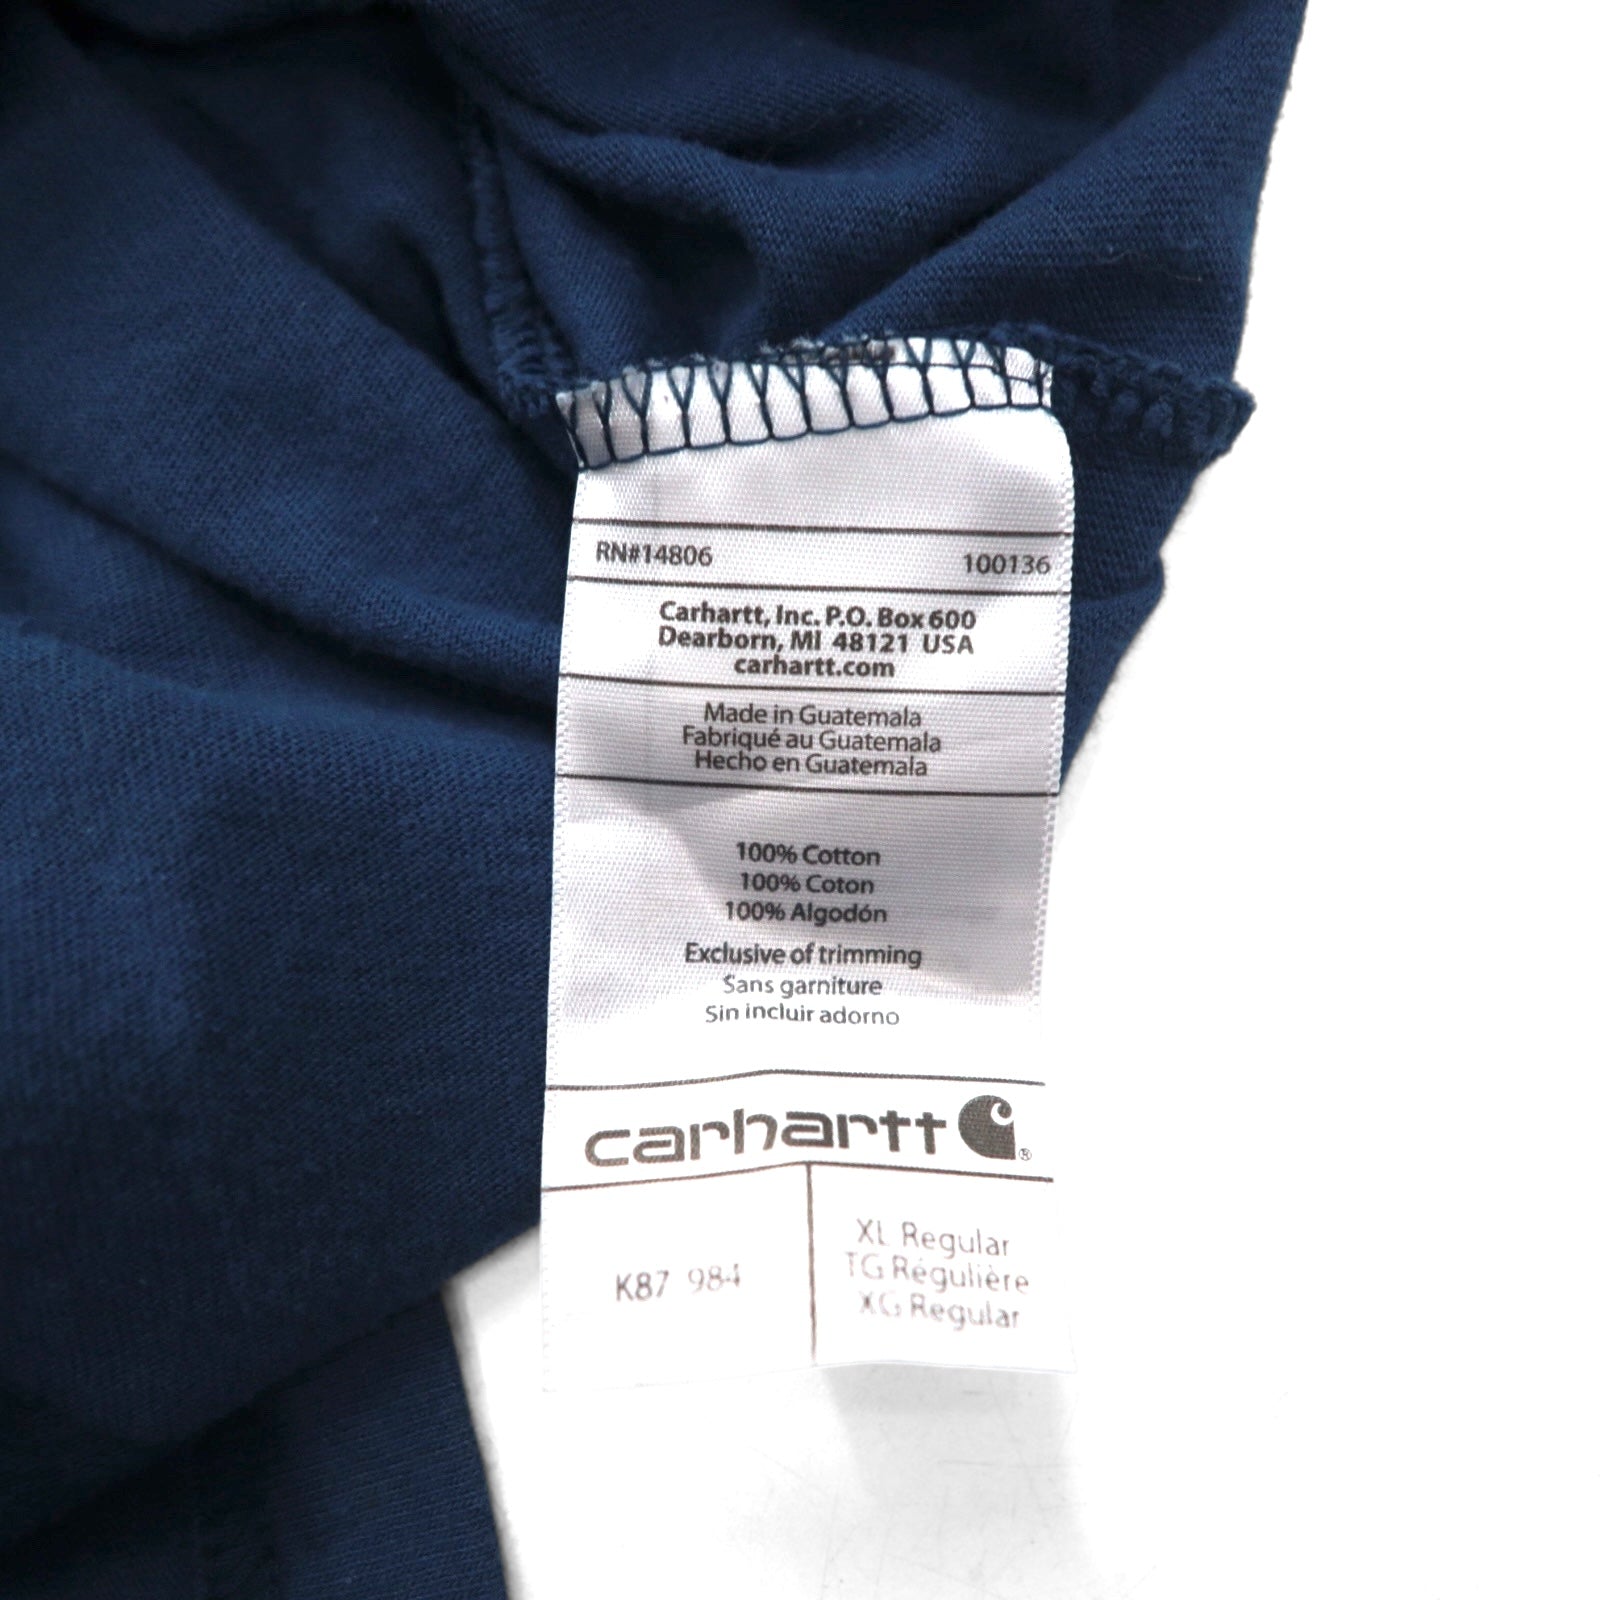 RN#14806 100136
Carhartt, Inc. P.O. Box 600
Dearborn, MI 48121 USA
carhartt.com
Made in Guatemala
Fabriqué au Guatemala
Hecho en Guatemala
100% Cotton
100% Coton
100% Algodón
Exclusive of trimming
Sans garniture
Sin incluir adorno
carhartt ®
K87 984
XL Regular
TG Régulière
XG Regular